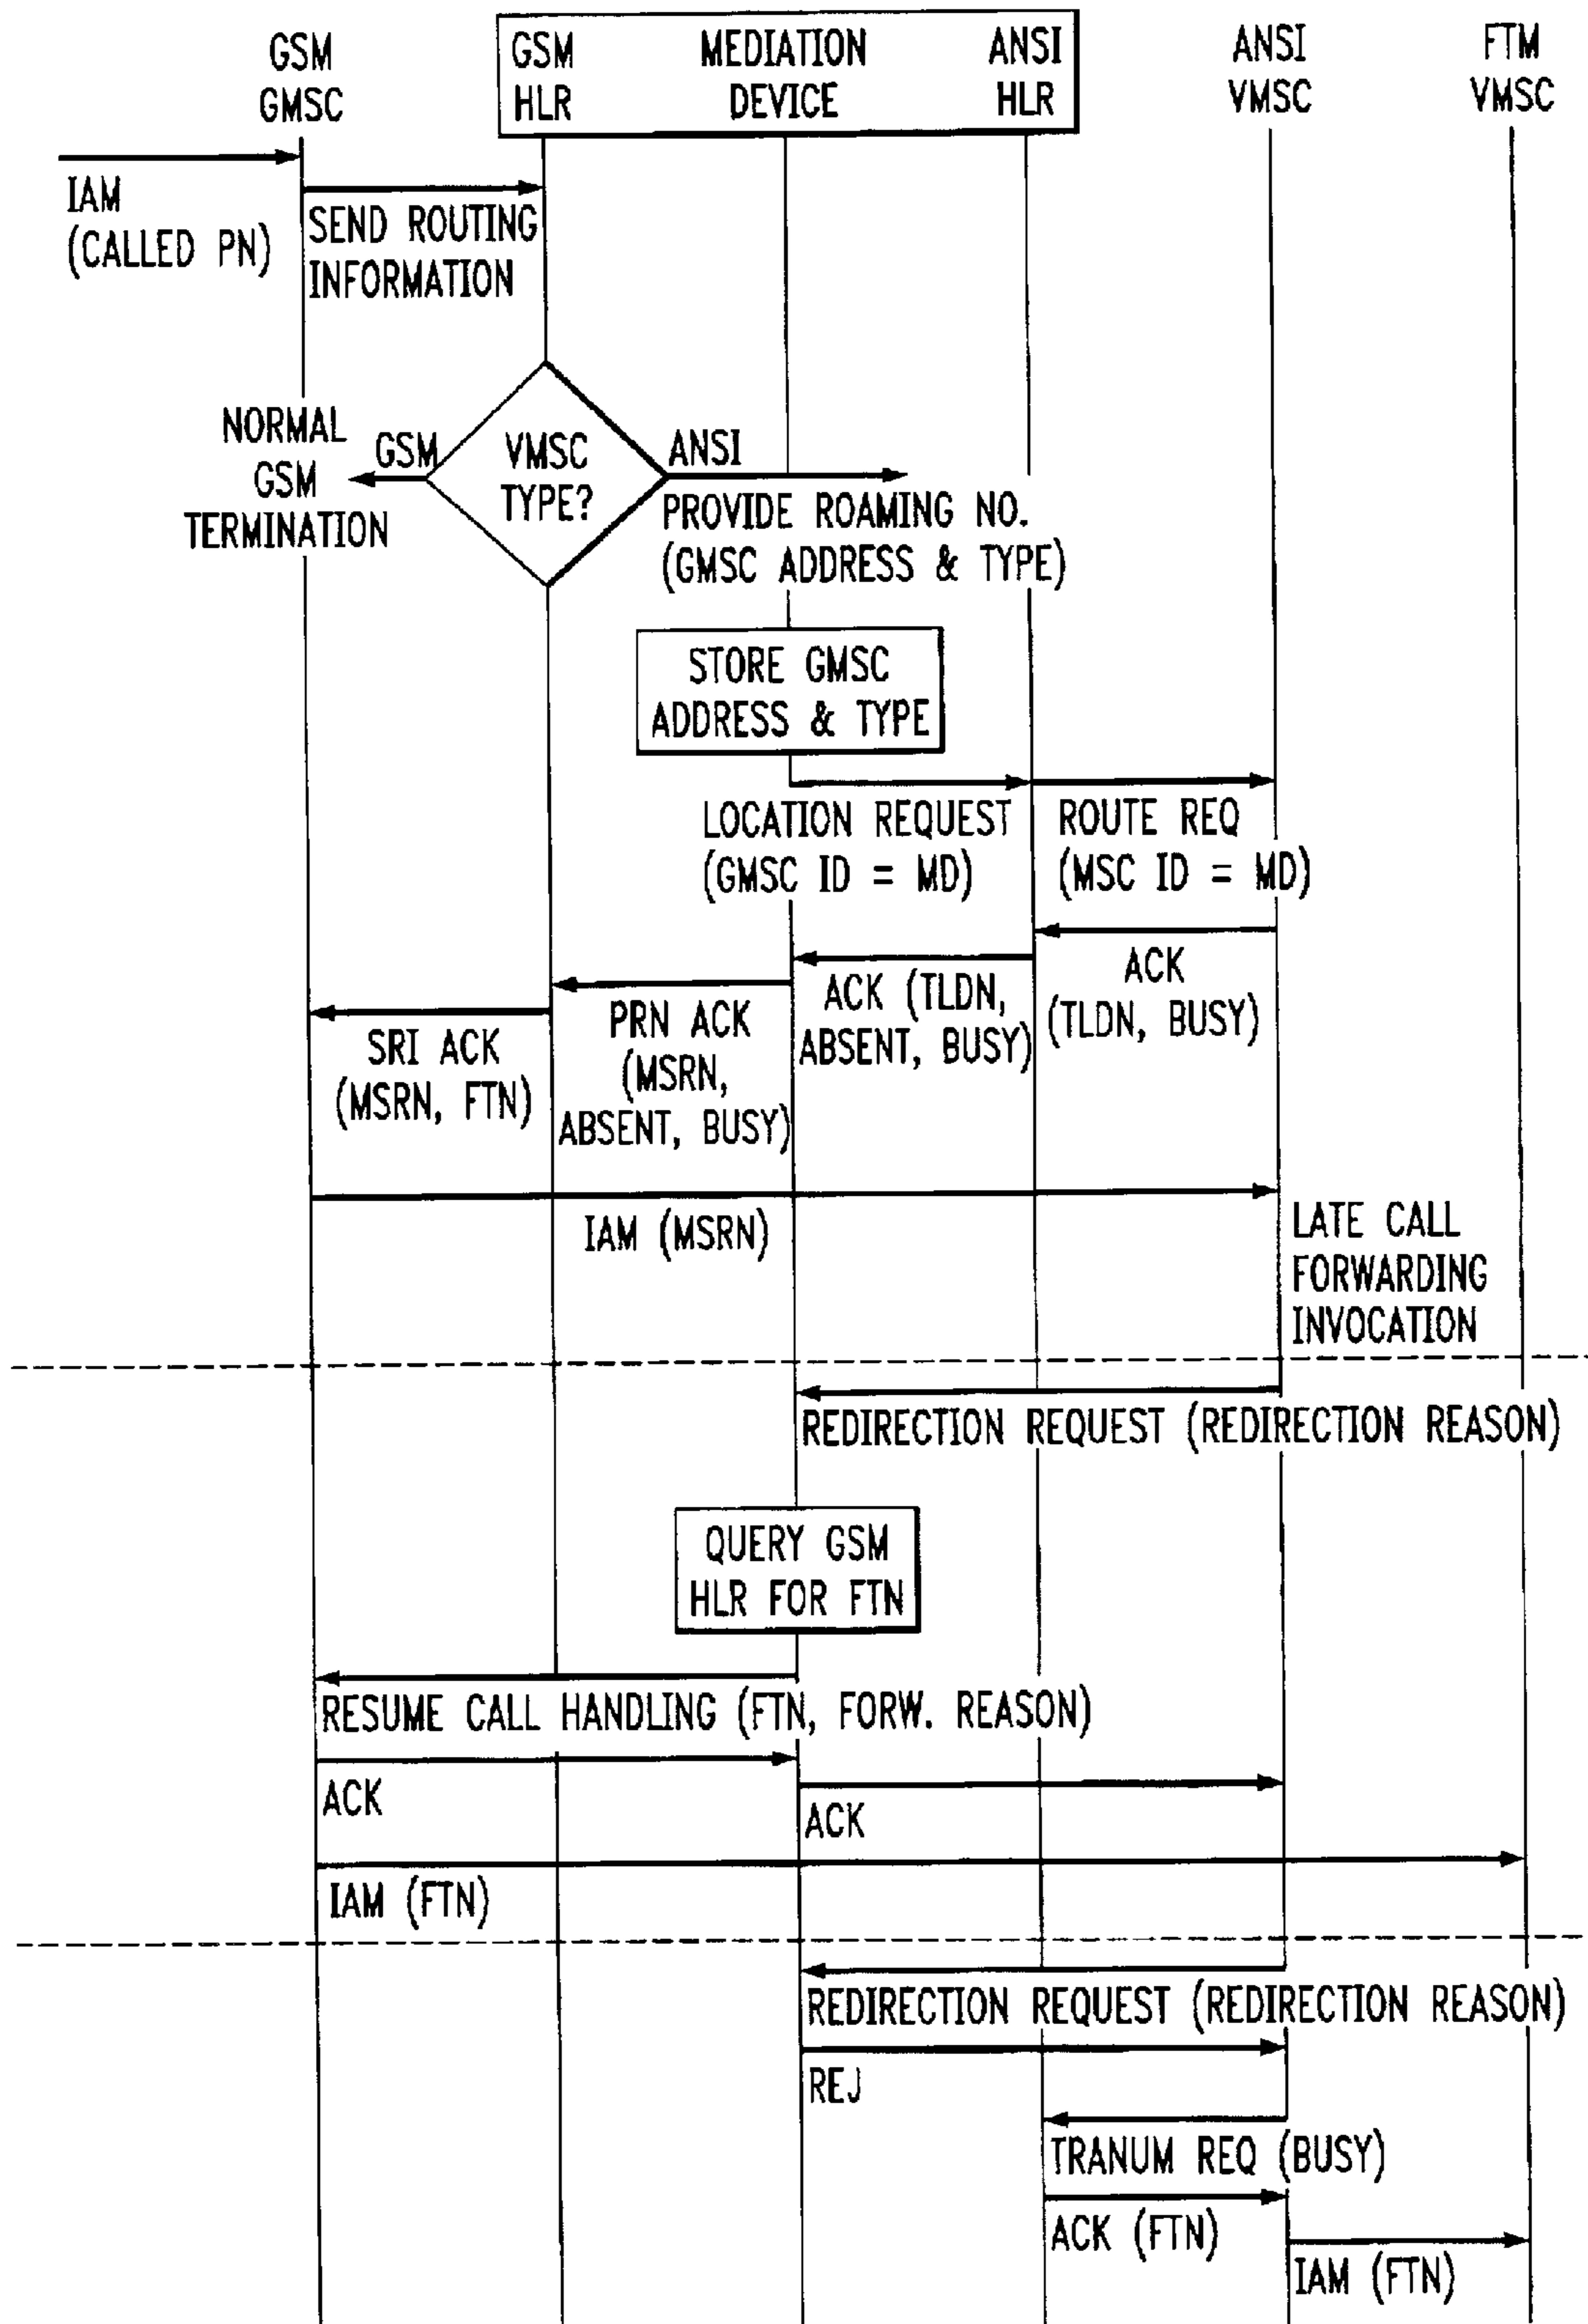 GSM
GMSC
GSM
HLR
MEDIATION
DEVICE
ANSI
HLR
ANSI
VMSC
FTM
VMSC
IAM
(CALLED PN)
SEND ROUTING
INFORMATION
NORMAL
GSM
TERMINATION
GSM
VMSC
TYPE?
ANSI
PROVIDE ROAMING NO.
(GMSC ADDRESS & TYPE)
STORE GMSC
ADDRESS & TYPE
LOCATION REQUEST
(GMSC ID = MD)
ROUTE REQ
(MSC ID = MD)
ACK
(TLDN, BUSY)
ACK (TLDN,
ABSENT, BUSY)
PRN ACK
(MSRN,
ABSENT, BUSY)
SRI ACK
(MSRN, FTN)
IAM (MSRN)
LATE CALL
FORWARDING
INVOCATION
REDIRECTION REQUEST (REDIRECTION REASON)
QUERY GSM
HLR FOR FTN
RESUME CALL HANDLING (FTN, FORW. REASON)
ACK
ACK
IAM (FTN)
REDIRECTION REQUEST (REDIRECTION REASON)
REJ
TRANUM REQ (BUSY)
ACK (FTN)
IAM (FTN)